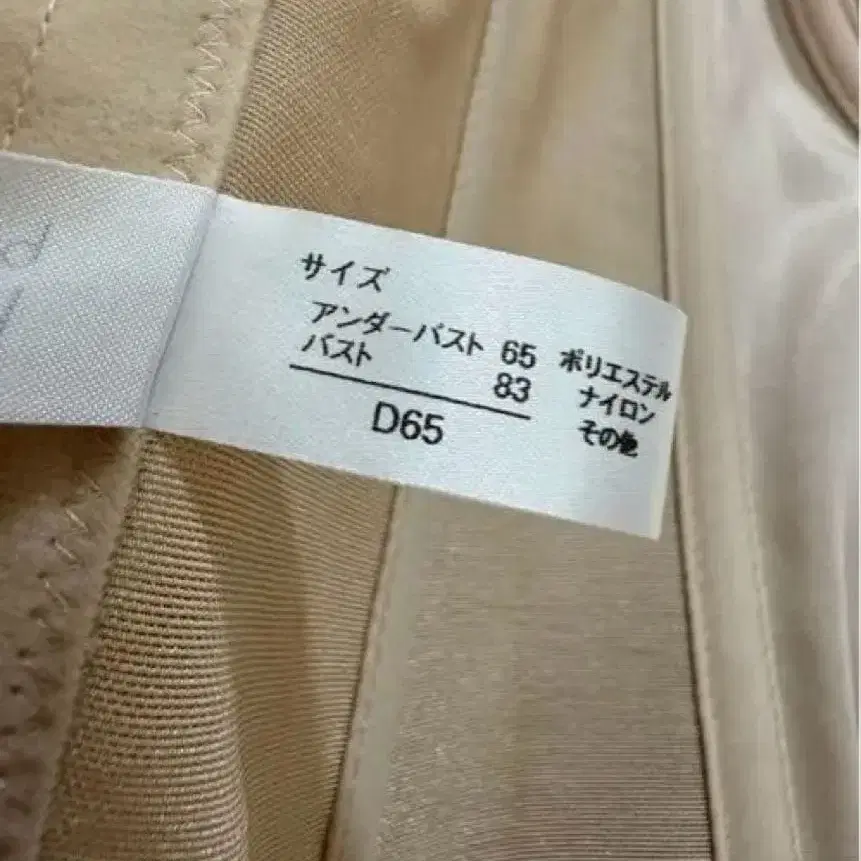 サイズ
アンダーバスト 65
バスト 83
D65
ポリエステル
ナイロン
その他